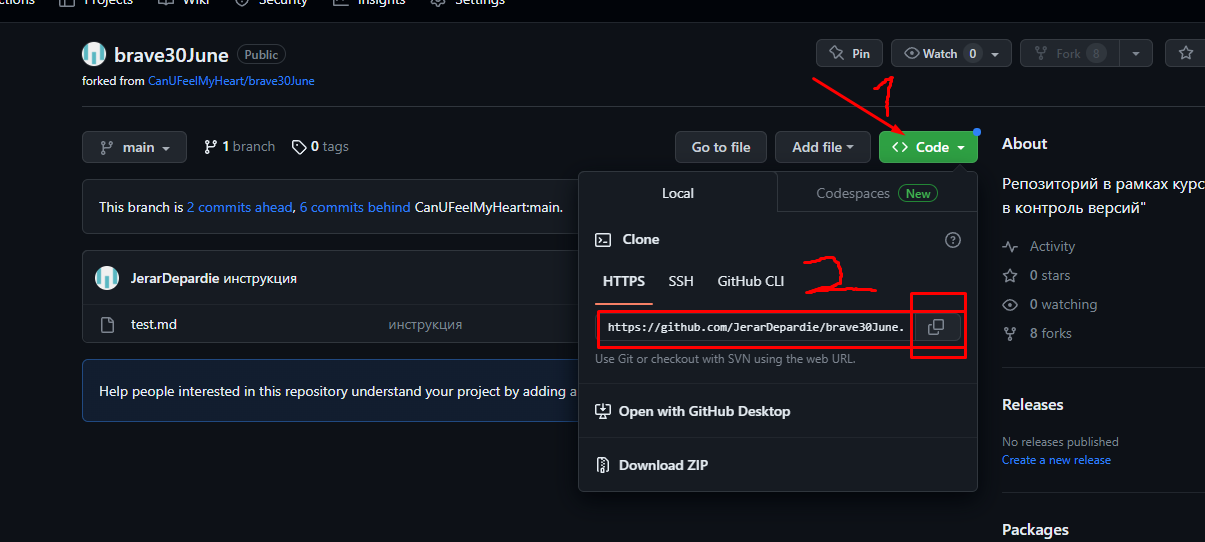 Projects Wiki Security Insights Settings
brave30June Public Pin Watch 0 Fork 8
forked from CanUFeelMyHeart/brave30June
1
main 1 branch 0 tags Go to file Add file Code About
Local Codespaces New
Репозиторий в рамках
в контроль версий"
This branch is 2 commits ahead, 6 commits behind CanUFeelMyHeart:main.
Clone
Activity
JerarDepardie инструкция
HTTPS SSH GitHub CLI 2
0 stars
0 watching
test.md инструкция
https://github.com/JerarDepardie/brave30June.
8 forks
Use Git or checkout with SVN using the web URL.
Help people interested in this repository understand your project by adding a
Open with GitHub Desktop
Releases
No releases published
Create a new release
Download ZIP
Packages